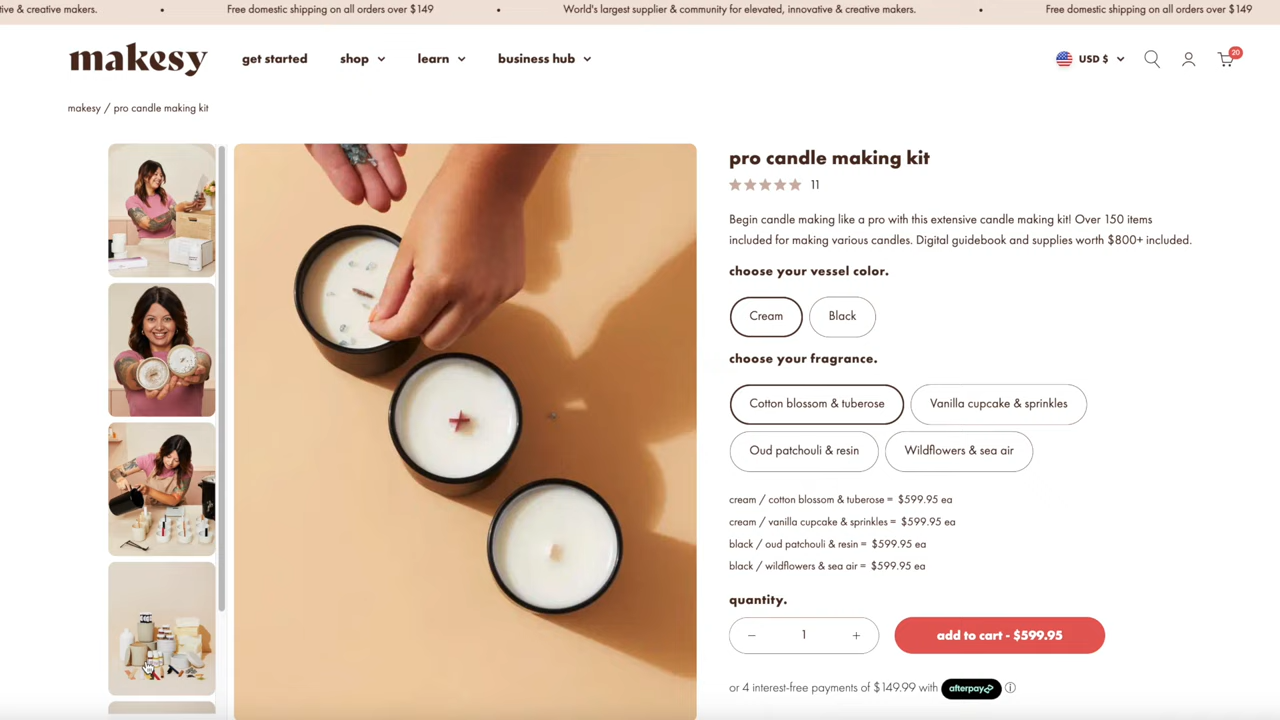 tive & creative makers.
Free domestic shipping on all orders over $149
World's largest supplier & community for elevated, innovative & creative makers.
Free domestic shipping on all orders over $149
makesy
get started
shop
learn
business hub
USD $
20
makesy / pro candle making kit
pro candle making kit
11
Begin candle making like a pro with this extensive candle making kit! Over 150 items
included for making various candles. Digital guidebook and supplies worth $800+ included.
choose your vessel color.
Cream
Black
choose your fragrance.
Cotton blossom & tuberose
Vanilla cupcake & sprinkles
Oud patchouli & resin
Wildflowers & sea air
cream / cotton blossom & tuberose = $599.95 ea
cream / vanilla cupcake & sprinkles = $599.95 ea
black / oud patchouli & resin = $599.95 ea
black / wildflowers & sea air = $599.95 ea
quantity.
− 1 +
add to cart - $599.95
or 4 interest-free payments of $149.99 with afterpay